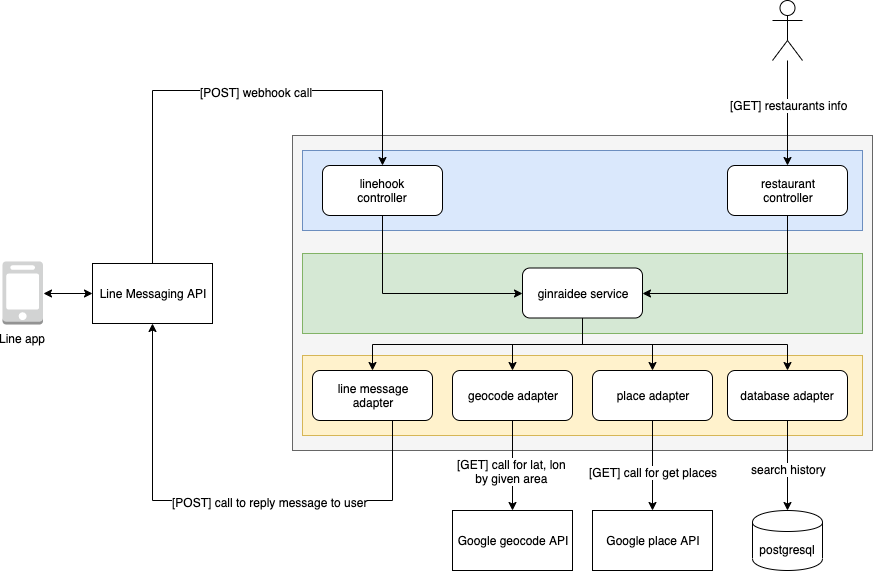 [POST] webhook call
[GET] restaurants info
linehook
controller
restaurant
controller
Line Messaging API
ginraidee service
Line app
line message
adapter
geocode adapter
place adapter
database adapter
[GET] call for lat, lon
by given area
[GET] call for get places
search history
[POST] call to reply message to user
Google geocode API
Google place API
postgresql